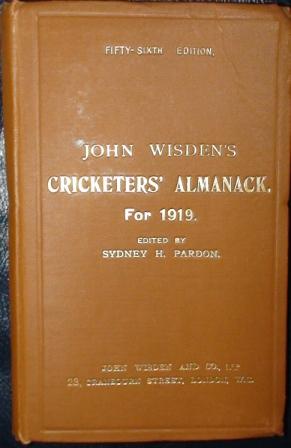 FIFTY-SIXTH EDITION.
JOHN WISDEN'S
CRICKETERS' ALMANACK.
For 1919.
EDITED BY
SYDNEY H. PARDON.
JOHN WISDEN AND CO., LTD
23, CRANBOURN STREET, LONDON, W.C.